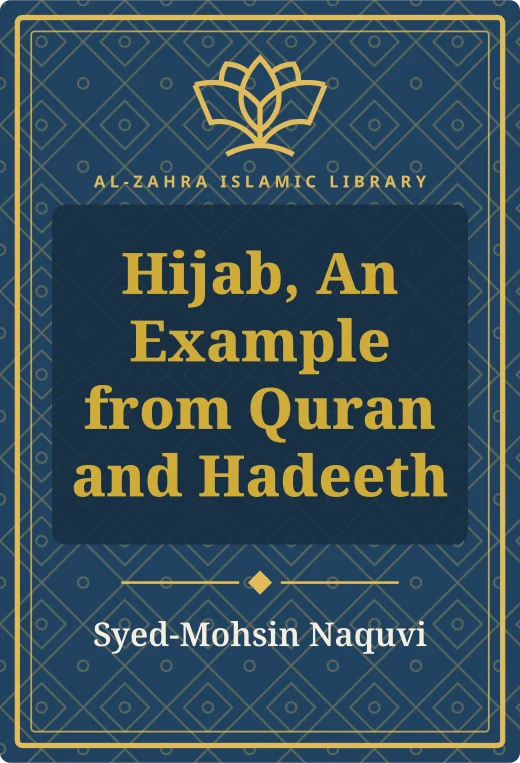 AL-ZAHRA ISLAMIC LIBRARY
Hijab, An
Example
from Quran
and Hadeeth
Syed-Mohsin Naquvi